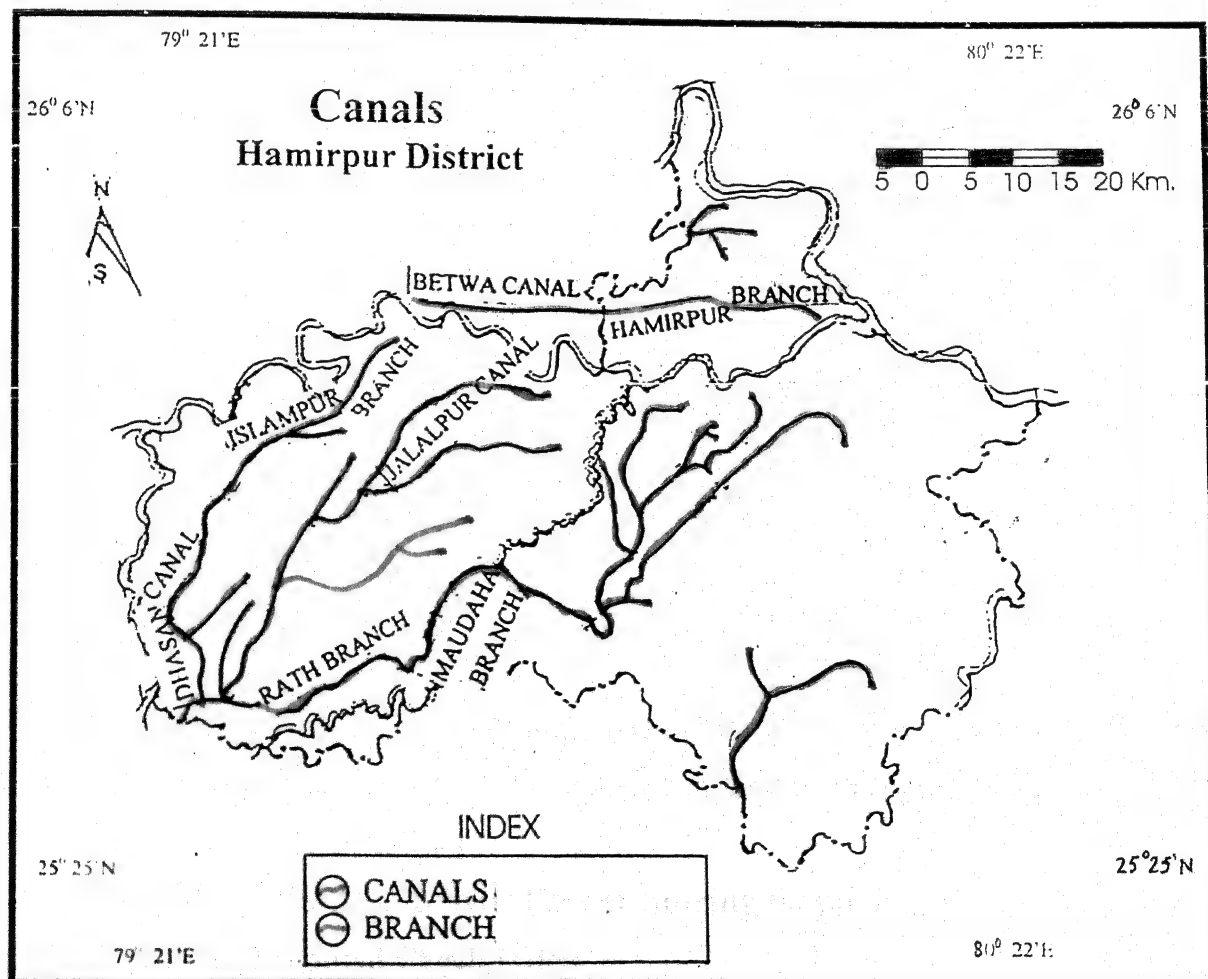 79° 21'E
80° 22'E
26° 6'N
Canals
26° 6'N
Hamirpur District
5 0 5 10 15 20 Km.
N
S
BETWA CANAL
BRANCH
HAMIRPUR
ISLAMPUR
BRANCH
JALALPUR CANAL
DHASAN CANAL
RATH BRANCH
MAUDAHA
BRANCH
INDEX
25° 25'N
25°25'N
CANALS
BRANCH
79° 21'E
80° 22'E